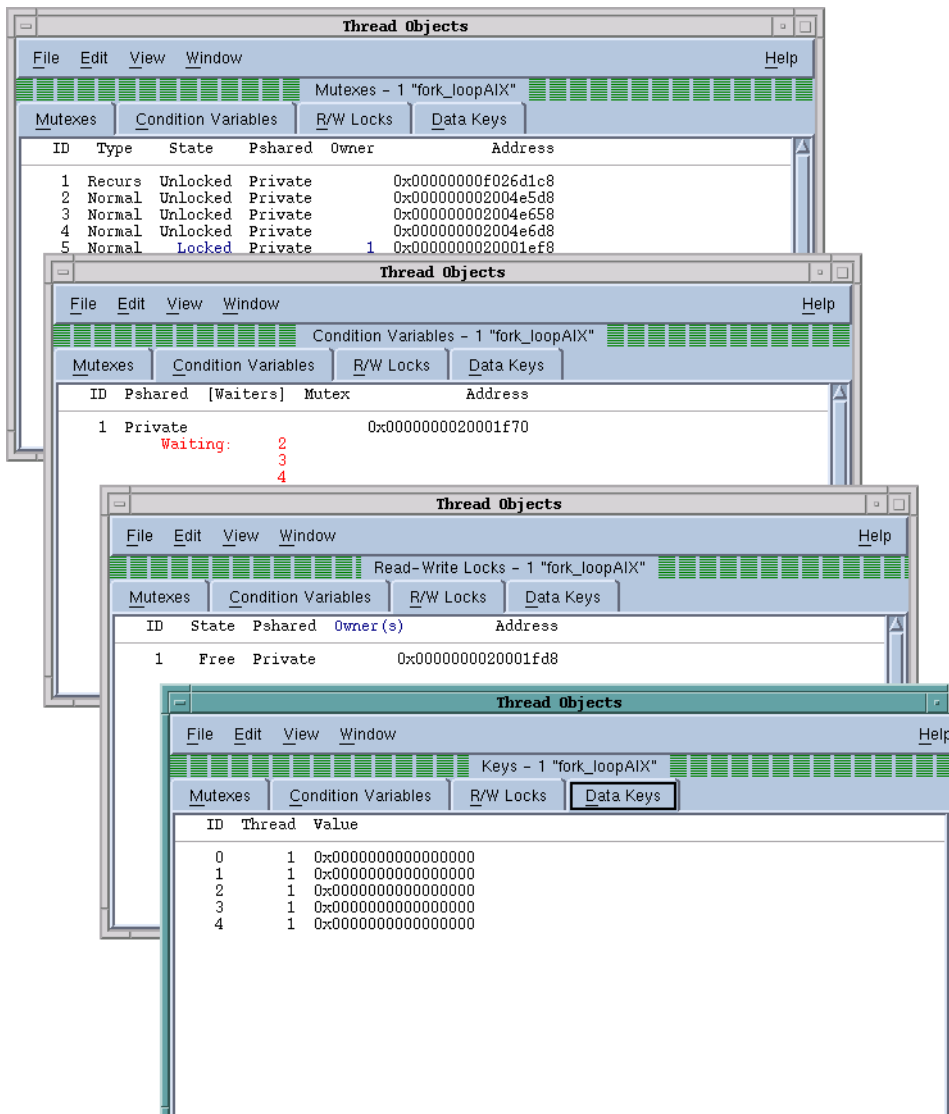 Thread Objects
File Edit View Window Help
Mutexes - 1 "fork_loopAIX"
Mutexes Condition Variables R/W Locks Data Keys
ID Type State Pshared Owner Address
1 Recurs Unlocked Private 0x00000000f026d1c8
2 Normal Unlocked Private 0x000000002004e5d8
3 Normal Unlocked Private 0x000000002004e658
4 Normal Unlocked Private 0x000000002004e6d8
5 Normal Locked Private 1 0x0000000020001ef8
Thread Objects
File Edit View Window Help
Condition Variables - 1 "fork_loopAIX"
Mutexes Condition Variables R/W Locks Data Keys
ID Pshared [Waiters] Mutex Address
1 Private 0x0000000020001f70
Waiting: 2
3
4
Thread Objects
File Edit View Window Help
Read-Write Locks - 1 "fork_loopAIX"
Mutexes Condition Variables R/W Locks Data Keys
ID State Pshared Owner(s) Address
1 Free Private 0x0000000020001fd8
Thread Objects
File Edit View Window Help
Keys - 1 "fork_loopAIX"
Mutexes Condition Variables R/W Locks Data Keys
ID Thread Value
0 1 0x0000000000000000
1 1 0x0000000000000000
2 1 0x0000000000000000
3 1 0x0000000000000000
4 1 0x0000000000000000